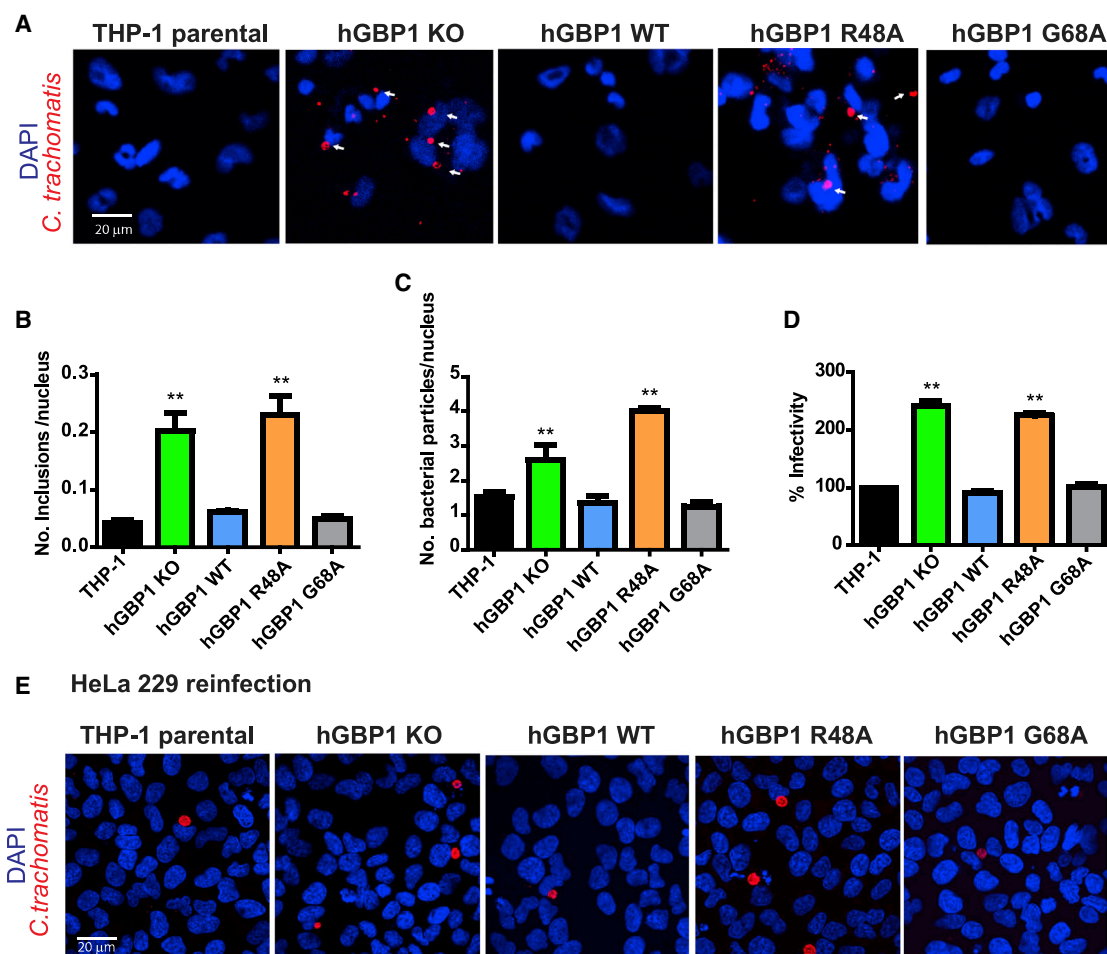 A
THP-1 parental
hGBP1 KO
hGBP1 WT
hGBP1 R48A
hGBP1 G68A
DAPI
C. trachomatis
20 µm
B
No. Inclusions /nucleus
0.3
0.2
0.1
0.0
THP-1
hGBP1 KO
hGBP1 WT
hGBP1 R48A
hGBP1 G68A
**
**
C
No. bacterial particles/nucleus
5
4
3
2
1
0
THP-1
hGBP1 KO
hGBP1 WT
hGBP1 R48A
hGBP1 G68A
**
**
D
% Infectivity
300
200
100
0
THP-1
hGBP1 KO
hGBP1 WT
hGBP1 R48A
hGBP1 G68A
**
**
E HeLa 229 reinfection
THP-1 parental
hGBP1 KO
hGBP1 WT
hGBP1 R48A
hGBP1 G68A
DAPI
C.trachomatis
20 µm